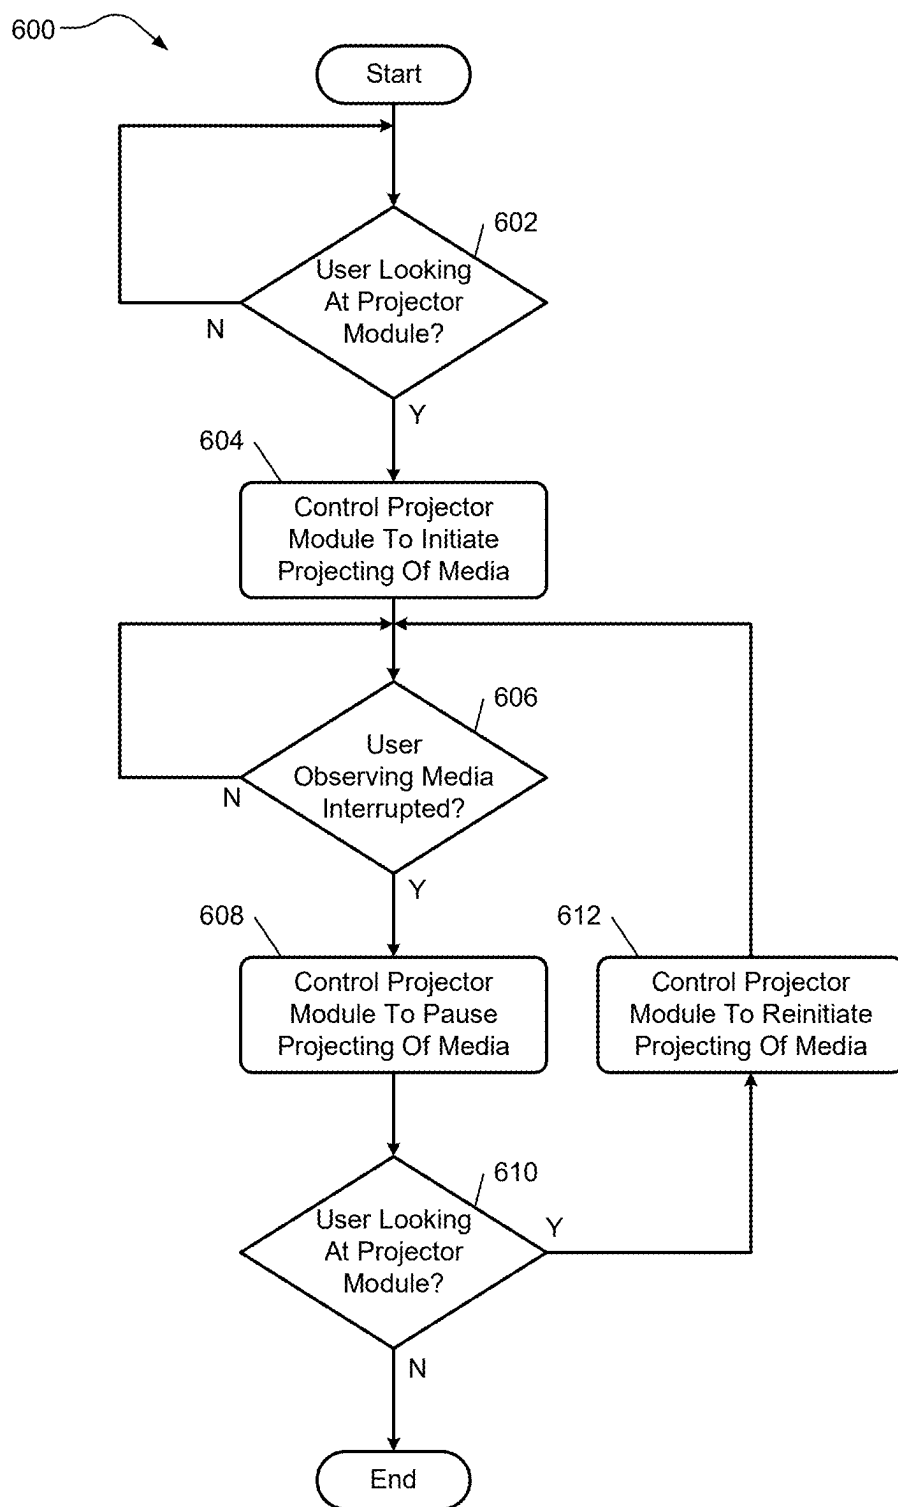 600
Start
602
User Looking
At Projector
Module?
N
Y
604
Control Projector
Module To Initiate
Projecting Of Media
606
User
Observing Media
Interrupted?
N
Y
608
Control Projector
Module To Pause
Projecting Of Media
612
Control Projector
Module To Reinitiate
Projecting Of Media
610
User Looking
At Projector
Module?
Y
N
End